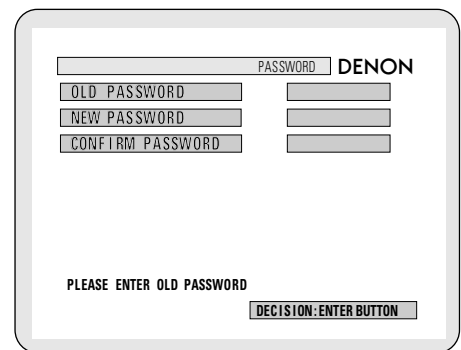 PASSWORD DENON
OLD PASSWORD
NEW PASSWORD
CONFIRM PASSWORD
PLEASE ENTER OLD PASSWORD
DECISION:ENTER BUTTON